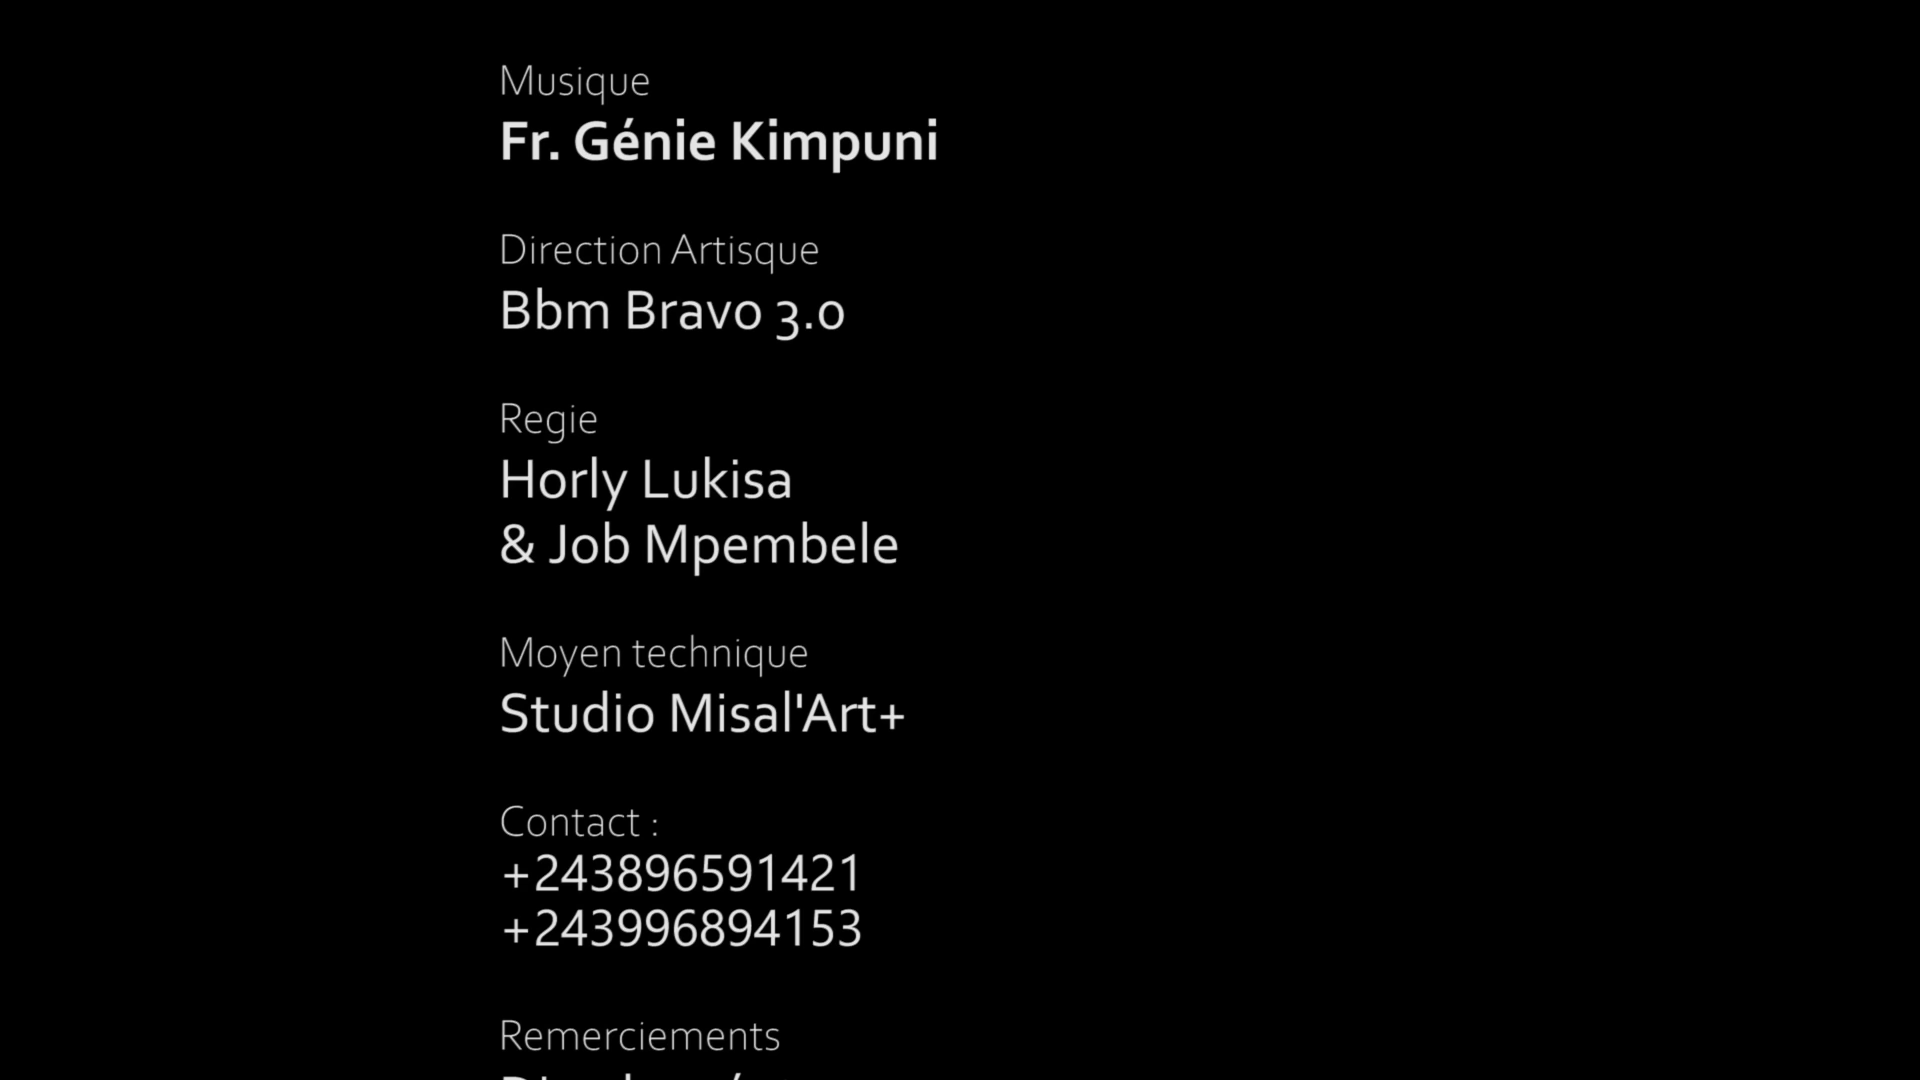 Musique
Fr. Génie Kimpuni
Direction Artisque
Bbm Bravo 3.0
Regie
Horly Lukisa
& Job Mpembele
Moyen technique
Studio Misal'Art+
Contact :
+243896591421
+243996894153
Remerciements